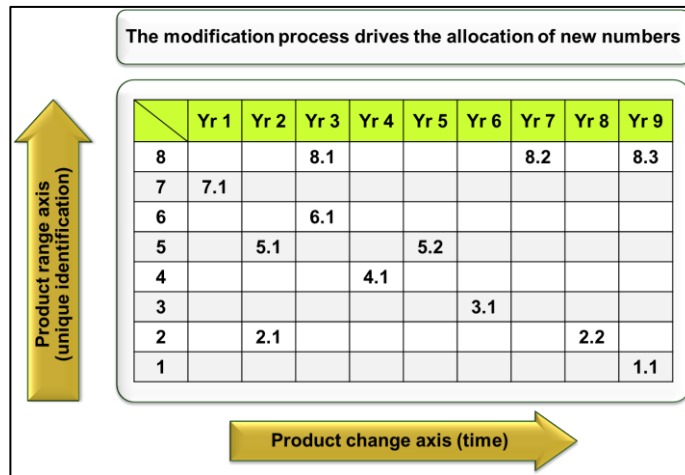 The modification process drives the allocation of new numbers
Product range axis
(unique identification)
Yr 1 Yr 2 Yr 3 Yr 4 Yr 5 Yr 6 Yr 7 Yr 8 Yr 9
8 8.1 8.2 8.3
7 7.1
6 6.1
5 5.1 5.2
4 4.1
3 3.1
2 2.1 2.2
1 1.1
Product change axis (time)